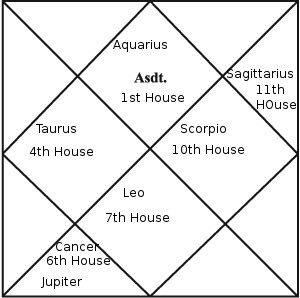 Aquarius
Asdt.
1st House
Sagittarius
11th
HOuse
Taurus
4th House
Scorpio
10th House
Leo
7th House
Cancer
6th House
Jupiter